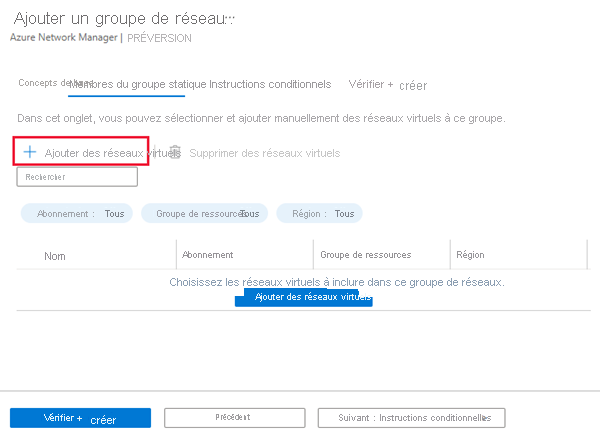 Ajouter un groupe de réseau...
Azure Network Manager | PRÉVERSION
Concepts de Membres du groupe statique Instructions conditionnels Vérifier + créer
Dans cet onglet, vous pouvez sélectionner et ajouter manuellement des réseaux virtuels à ce groupe.
+ Ajouter des réseaux virtuels Supprimer des réseaux virtuels
Rechercher
Abonnement : Tous Groupe de ressources Tous Région : Tous
Nom Abonnement Groupe de ressources Région
Choisissez les réseaux virtuels à inclure dans ce groupe de réseaux.
Ajouter des réseaux virtuels
Vérifier + créer Précédent Suivant : Instructions conditionnelles >